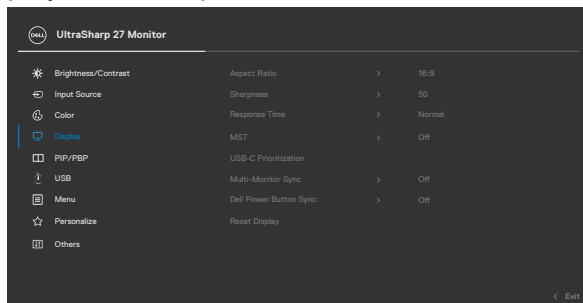 DELL UltraSharp 27 Monitor
Brightness/Contrast Aspect Ratio > 16:9
Input Source Sharpness > 50
Color Response Time > Normal
Display MST > Off
PIP/PBP USB-C Prioritization
USB Multi-Monitor Sync > Off
Menu Dell Power Button Sync > Off
Personalize Reset Display
Others
< Exit